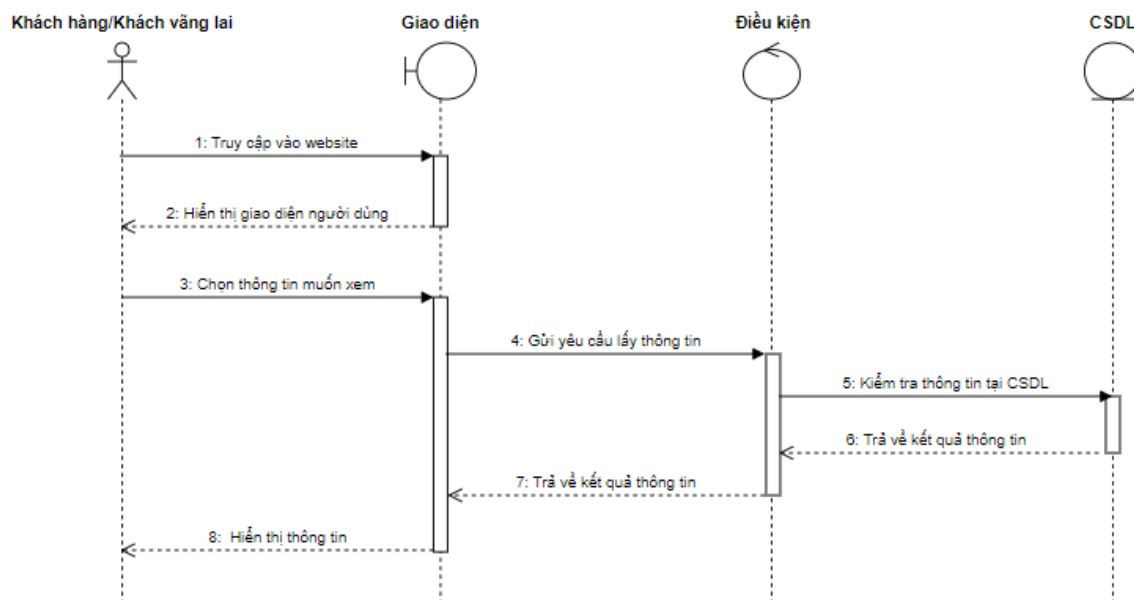 Khách hàng/Khách vãng lai
Giao diện
Điều kiện
CSDL
1: Truy cập vào website
2: Hiển thị giao diện người dùng
3: Chọn thông tin muốn xem
4: Gửi yêu cầu lấy thông tin
5: Kiểm tra thông tin tại CSDL
6: Trả về kết quả thông tin
7: Trả về kết quả thông tin
8: Hiển thị thông tin